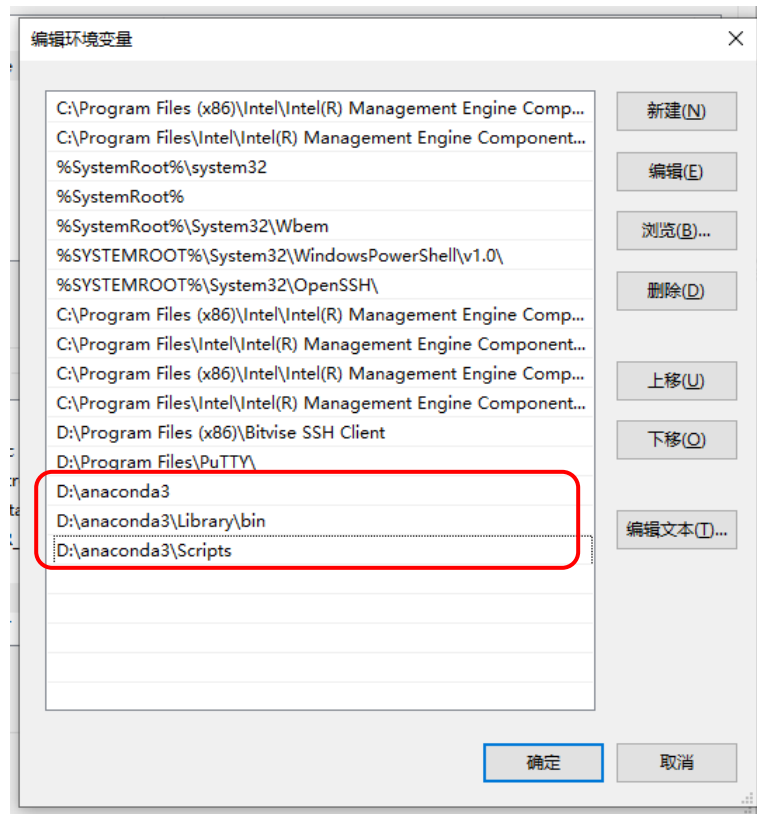 编辑环境变量
C:\Program Files (x86)\Intel\Intel(R) Management Engine Comp...
C:\Program Files\Intel\Intel(R) Management Engine Component...
%SystemRoot%\system32
%SystemRoot%
%SystemRoot%\System32\Wbem
%SYSTEMROOT%\System32\WindowsPowerShell\v1.0\
%SYSTEMROOT%\System32\OpenSSH\
C:\Program Files (x86)\Intel\Intel(R) Management Engine Comp...
C:\Program Files\Intel\Intel(R) Management Engine Component...
C:\Program Files (x86)\Intel\Intel(R) Management Engine Comp...
C:\Program Files\Intel\Intel(R) Management Engine Component...
D:\Program Files (x86)\Bitvise SSH Client
D:\Program Files\PuTTY\
D:\anaconda3
D:\anaconda3\Library\bin
D:\anaconda3\Scripts
新建(N)
编辑(E)
浏览(B)...
删除(D)
上移(U)
下移(O)
编辑文本(T)...
确定
取消